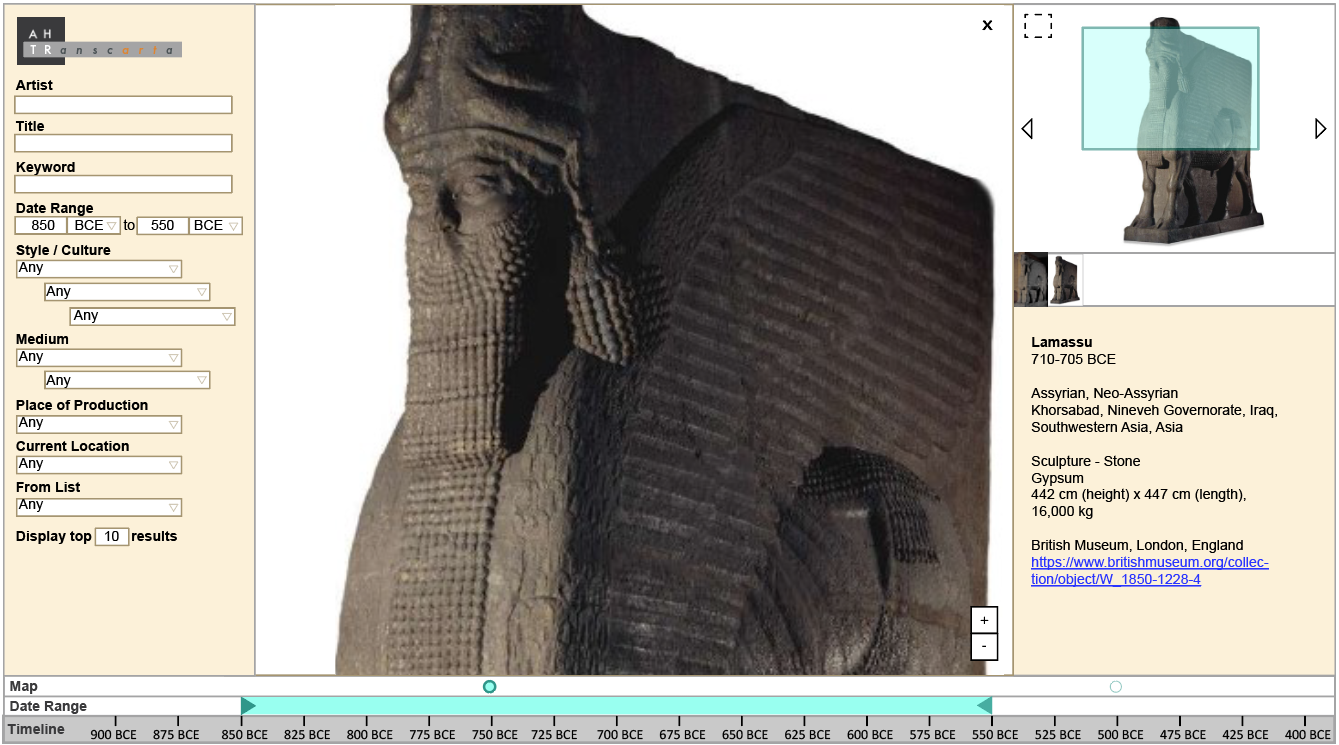 A H
T R a n s c a r t a
Artist
Title
Keyword
Date Range
850 BCE to 550 BCE
Style / Culture
Any
Any
Any
Medium
Any
Any
Place of Production
Any
Current Location
Any
From List
Any
Display top 10 results
x
+
-
Lamassu
710-705 BCE
Assyrian, Neo-Assyrian
Khorsabad, Nineveh Governorate, Iraq,
Southwestern Asia, Asia
Sculpture - Stone
Gypsum
442 cm (height) x 447 cm (length),
16,000 kg
British Museum, London, England
https://www.britishmuseum.org/collec-
tion/object/W_1850-1228-4
Map
Date Range
Timeline
900 BCE 875 BCE 850 BCE 825 BCE 800 BCE 775 BCE 750 BCE 725 BCE 700 BCE 675 BCE 650 BCE 625 BCE 600 BCE 575 BCE 550 BCE 525 BCE 500 BCE 475 BCE 425 BCE 400 BCE